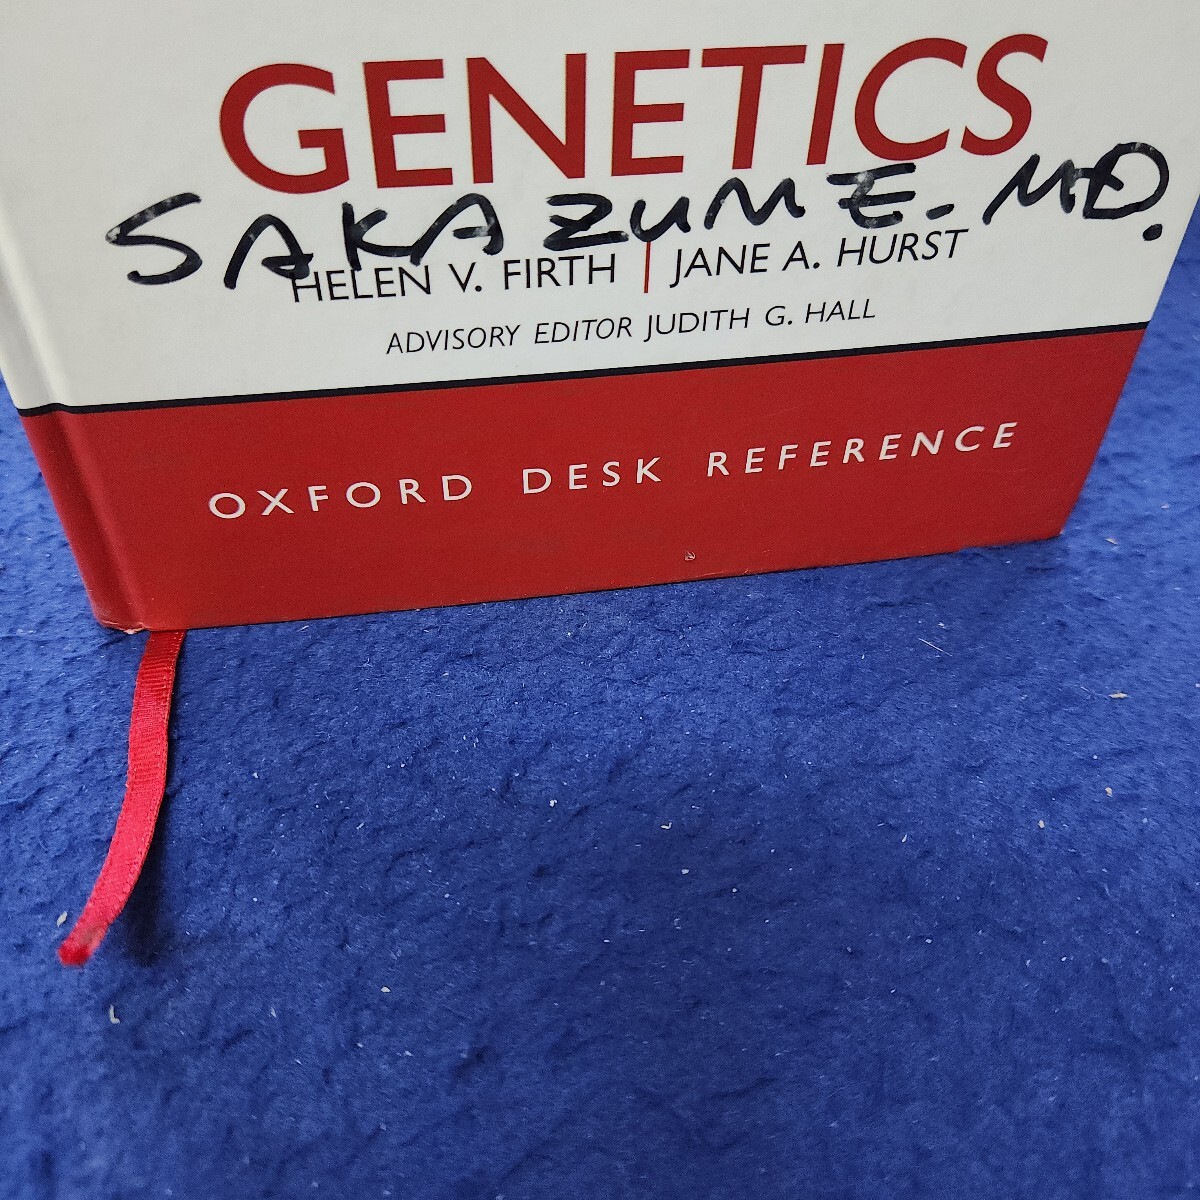 GENETICS
SAKAZUME. MD.
HELEN V. FIRTH | JANE A. HURST
ADVISORY EDITOR JUDITH G. HALL
OXFORD DESK REFERENCE